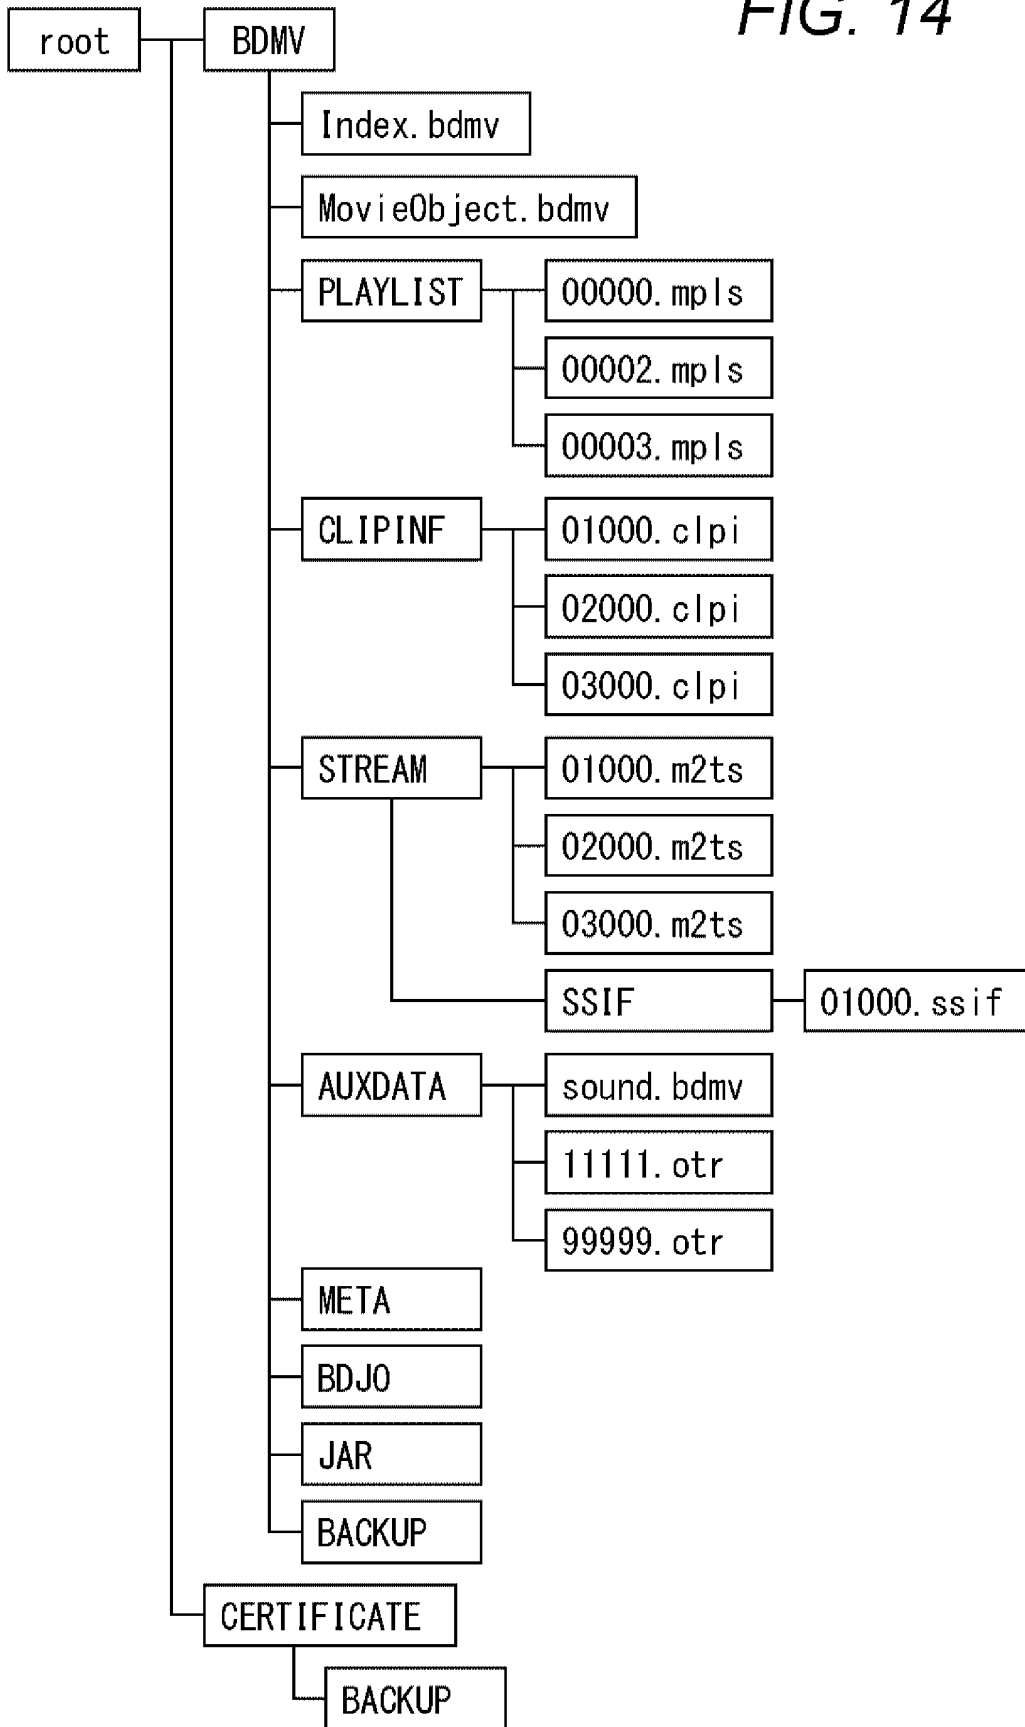 FIG. 14
root
BDMV
Index.bdmv
MovieObject.bdmv
PLAYLIST
00000.mpls
00002.mpls
00003.mpls
CLIPINF
01000.clpi
02000.clpi
03000.clpi
STREAM
01000.m2ts
02000.m2ts
03000.m2ts
SSIF
01000.ssif
AUXDATA
sound.bdmv
11111.otr
99999.otr
META
BDJO
JAR
BACKUP
CERTIFICATE
BACKUP